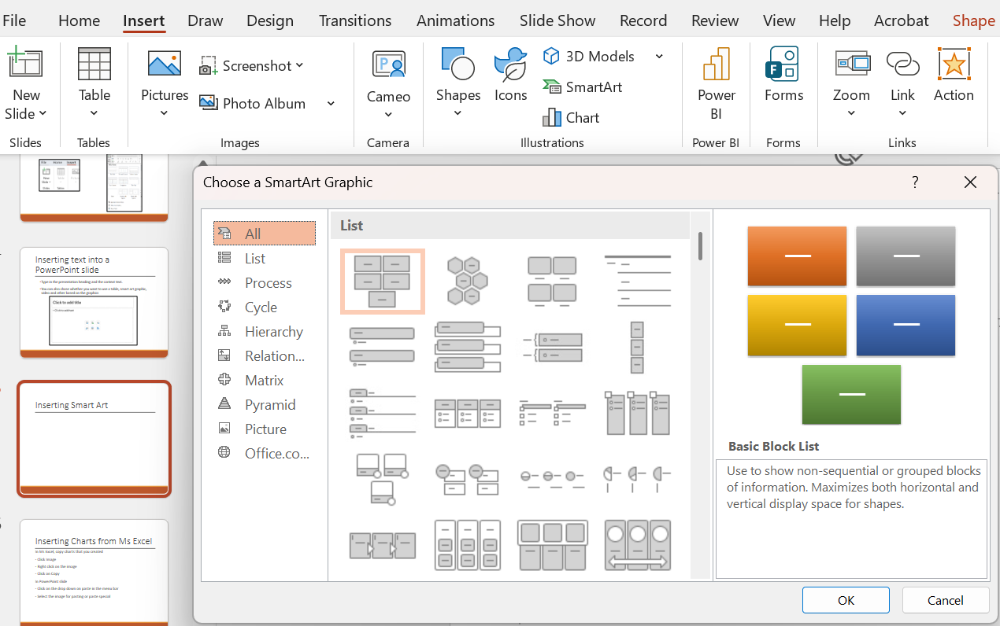 File Home Insert Draw Design Transitions Animations Slide Show Record Review View Help Acrobat Shape
New Slide
Table
Pictures
Screenshot
Photo Album
Cameo
Shapes
Icons
3D Models
SmartArt
Chart
Power BI
Forms
Zoom
Link
Action
Slides Tables Images Camera Illustrations Power BI Forms Links
Inserting text into a
PowerPoint slide
Type in the presentation heading and the context text.
You can also chose whether you want to use a table, smart art graphic,
video and other based on the graphics
Click to add title
Click to add text
Inserting Smart Art
Inserting Charts from Ms Excel
In MS Excel, copy charts that you created
- Click image
- Right click on the image
- Click on Copy
In PowerPoint slide
- Click on the drop down on paste in the menu bar
- Select the image for pasting or paste special
Choose a SmartArt Graphic
?
All
List
Process
Cycle
Hierarchy
Relation...
Matrix
Pyramid
Picture
Office.co...
List
Basic Block List
Use to show non-sequential or grouped blocks
of information. Maximizes both horizontal and
vertical display space for shapes.
OK Cancel